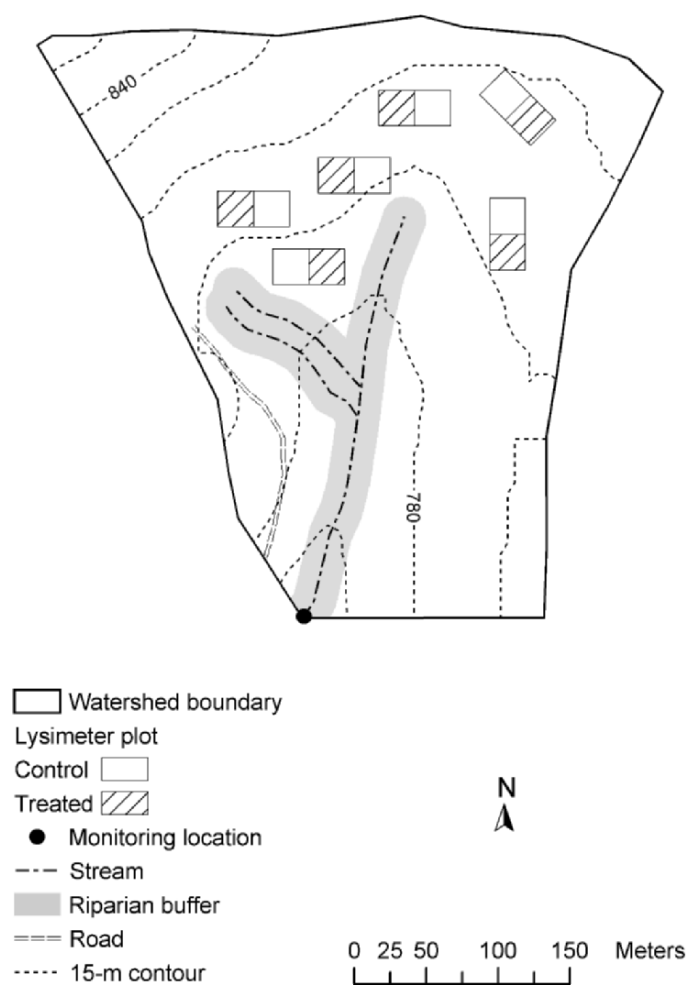 840
780
Watershed boundary
Lysimeter plot
Control
Treated
Monitoring location
Stream
Riparian buffer
Road
15-m contour
N
0 25 50 100 150 Meters